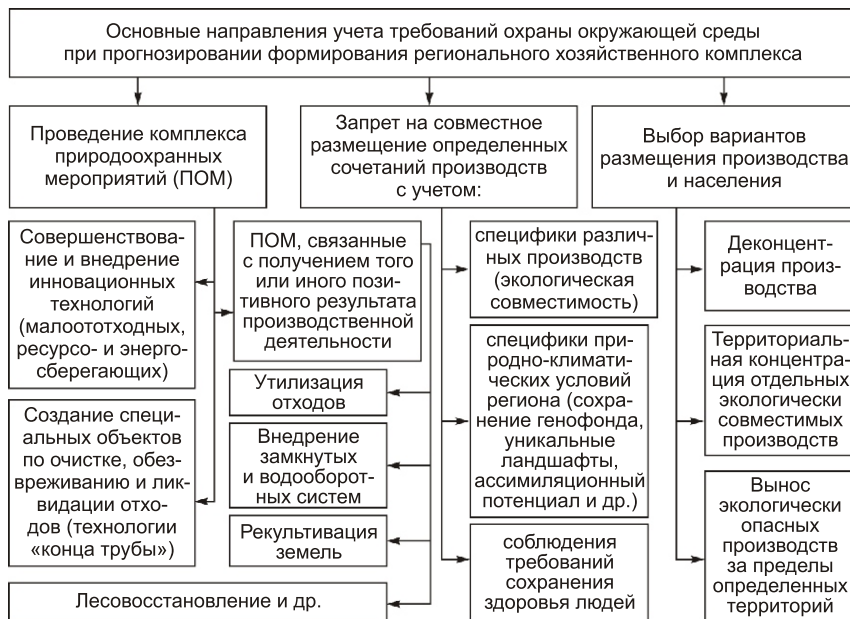 Основные направления учета требований охраны окружающей среды
при прогнозировании формирования регионального хозяйственного комплекса
Проведение комплекса
природоохранных
мероприятий (ПОМ)
Запрет на совместное
размещение определенных
сочетаний производств
с учетом:
Выбор вариантов
размещения производства
и населения
Совершенствова-
ние и внедрение
инновационных
технологий
(малоотоходных,
ресурсо- и энерго-
сберегающих)
Создание специ-
альных объектов
по очистке, обез-
вреживанию и лик-
видации отхо-
дов (технологии
«конца трубы»)
ПОМ, связанные
с получением того
или иного пози-
тивного результата
производственной
деятельности
Утилизация
отходов
Внедрение
замкнутых
и водооборот-
ных систем
Рекультивация
земель
Лесовосстановление и др.
специфики различ-
ных производств
(экологическая
совместимость)
специфики при-
родно-климати-
ческих условий
региона (сохра-
нение генофонда,
уникальные
ландшафты,
ассимиляционный
потенциал и др.)
соблюдения
требований
сохранения
здоровья людей
Деконцент-
рация произ-
водства
Территориаль-
ная концентра-
ция отдельных
экологически
совместимых
производств
Вынос
экологически
опасных
производств
за пределы
определенных
территорий